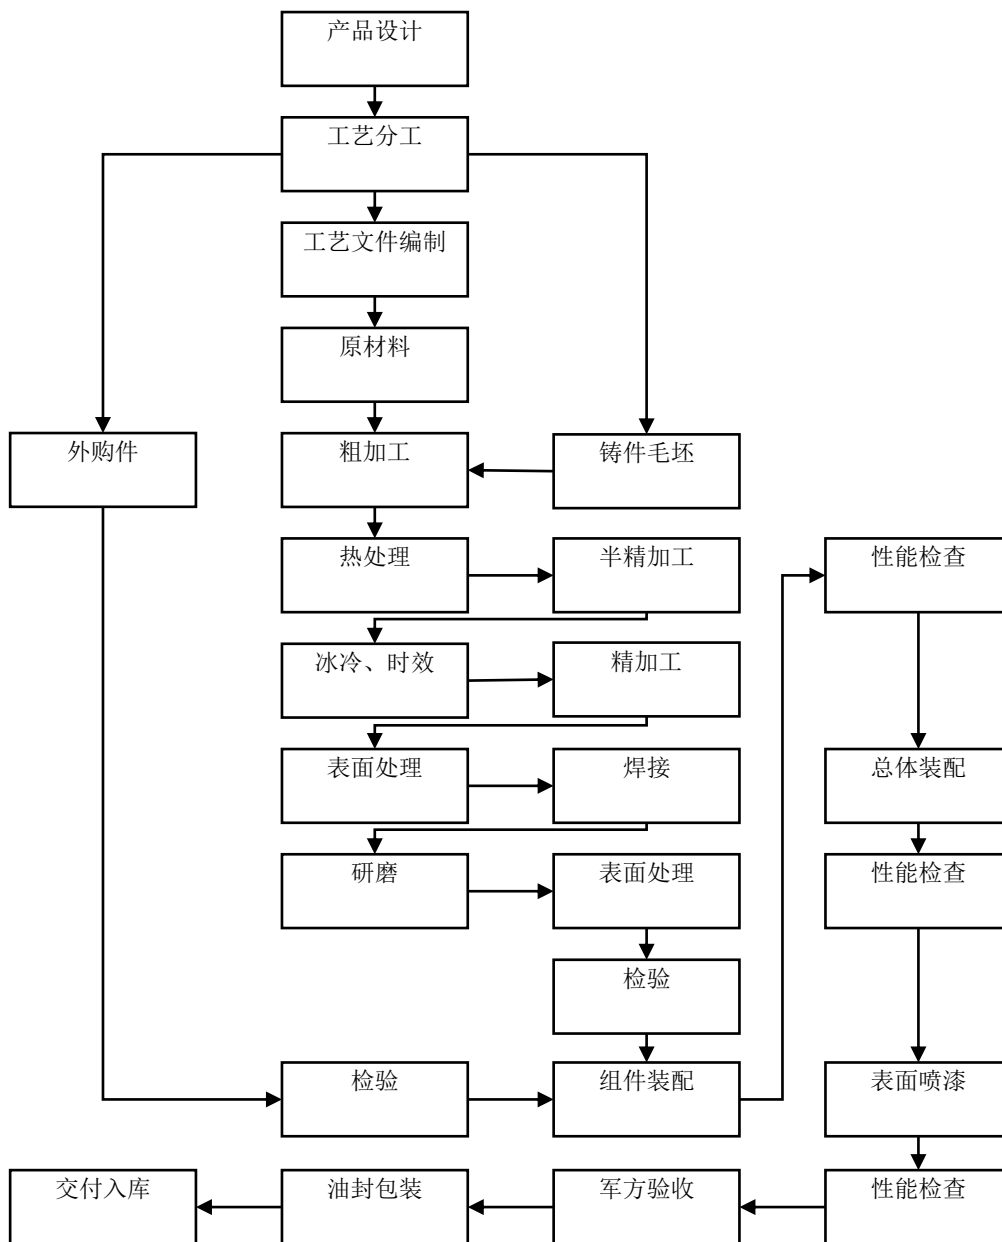 产品设计
工艺分工
工艺文件编制
原材料
外购件
粗加工
铸件毛坯
热处理
半精加工
性能检查
冰冷、时效
精加工
表面处理
焊接
总体装配
研磨
表面处理
性能检查
检验
检验
组件装配
表面喷漆
交付入库
油封包装
军方验收
性能检查